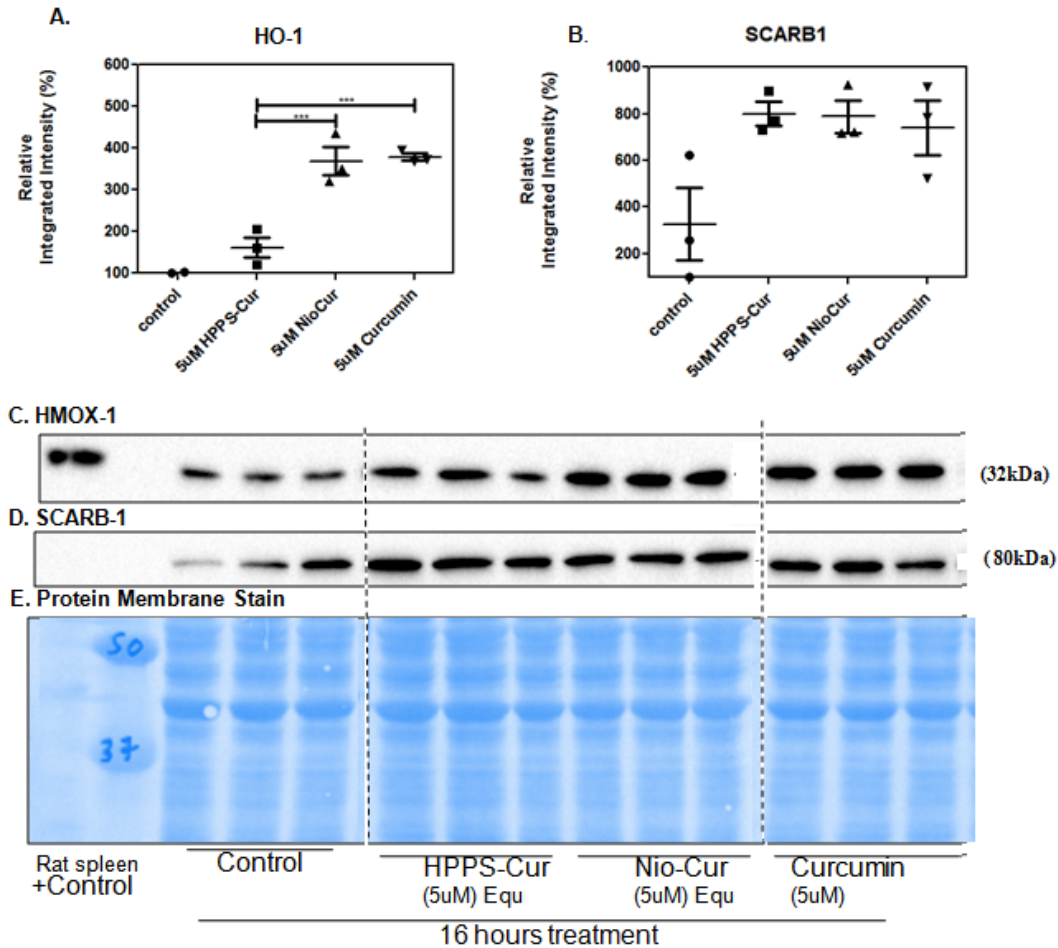 A.
HO-1
Relative
Integrated Intensity (%)
600
500
400
300
200
100
***
***
control
5uM HPPS-Cur
5uM NioCur
5uM Curcumin
B.
SCARB1
Relative
Integrated Intensity (%)
1000
800
600
400
200
control
5uM HPPS-Cur
5uM NioCur
5uM Curcumin
C. HMOX-1
(32kDa)
D. SCARB-1
(80kDa)
E. Protein Membrane Stain
50
37
Rat spleen
+Control
Control
HPPS-Cur
(5uM) Equ
Nio-Cur
(5uM) Equ
Curcumin
(5uM)
16 hours treatment